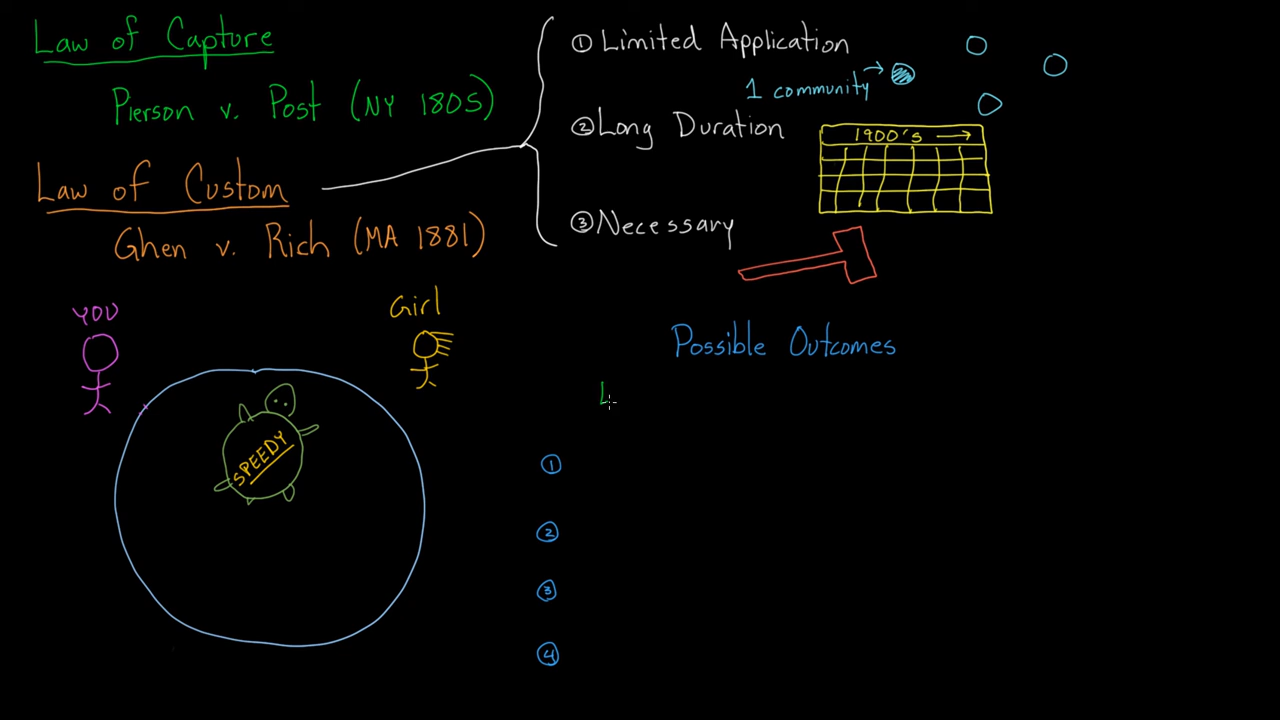 Law of Capture
Pierson v. Post (NY 1805)
Law of Custom
Ghen v. Rich (MA 1881)
① Limited Application
1 community →
② Long Duration
1900's →
③ Necessary
YOU
Girl
SPEEDY
Possible Outcomes
L
①
②
③
④